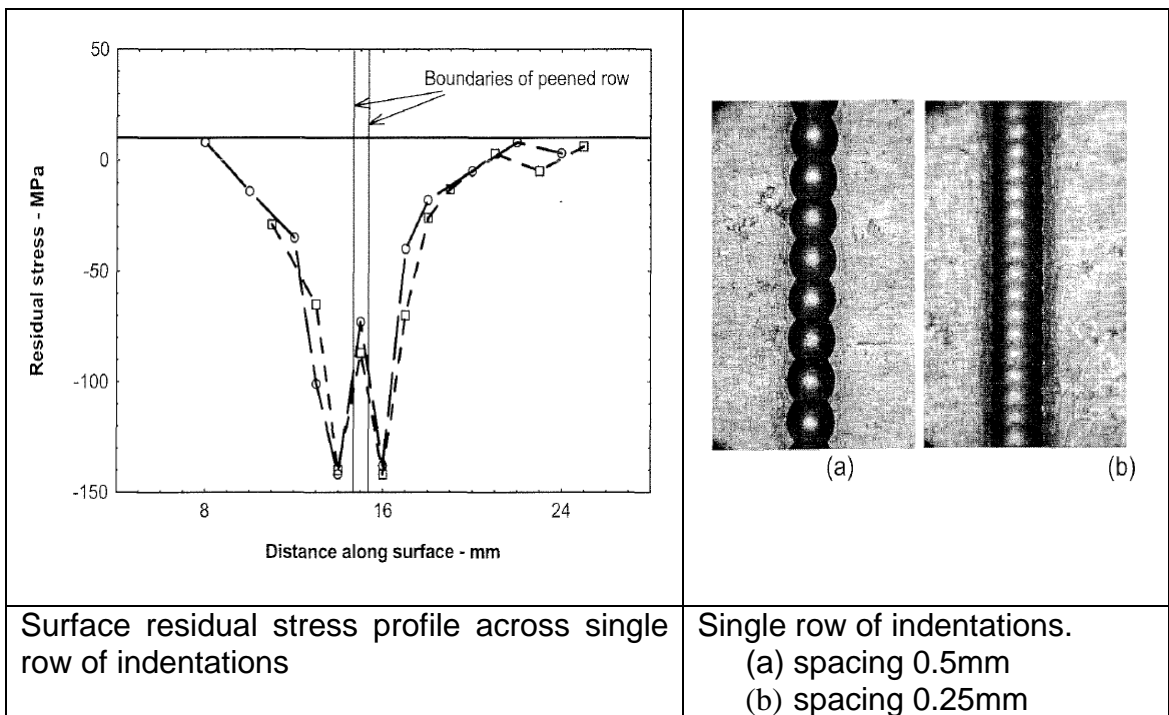 50
0
-50
-100
-150
Residual stress - MPa
Boundaries of peened row
8
16
24
Distance along surface - mm
(a)
(b)
Surface residual stress profile across single
row of indentations
Single row of indentations.
(a) spacing 0.5mm
(b) spacing 0.25mm